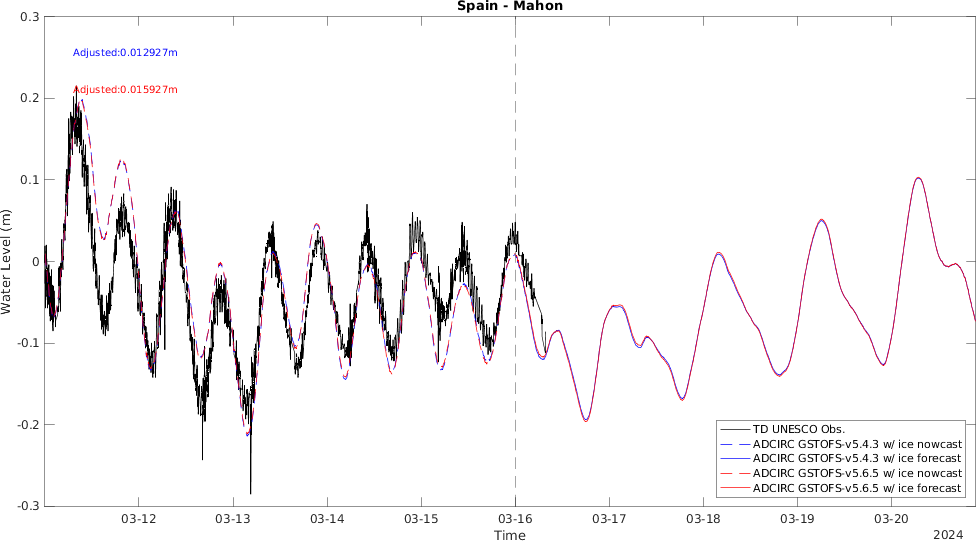 Spain - Mahon
0.3
0.2
0.1
0
-0.1
-0.2
-0.3
Water Level (m)
Adjusted:0.012927m
Adjusted:0.015927m
TD UNESCO Obs.
ADCIRC GSTOFS-v5.4.3 w/ ice nowcast
ADCIRC GSTOFS-v5.4.3 w/ ice forecast
ADCIRC GSTOFS-v5.6.5 w/ ice nowcast
ADCIRC GSTOFS-v5.6.5 w/ ice forecast
03-12 03-13 03-14 03-15 03-16 03-17 03-18 03-19 03-20
Time
2024